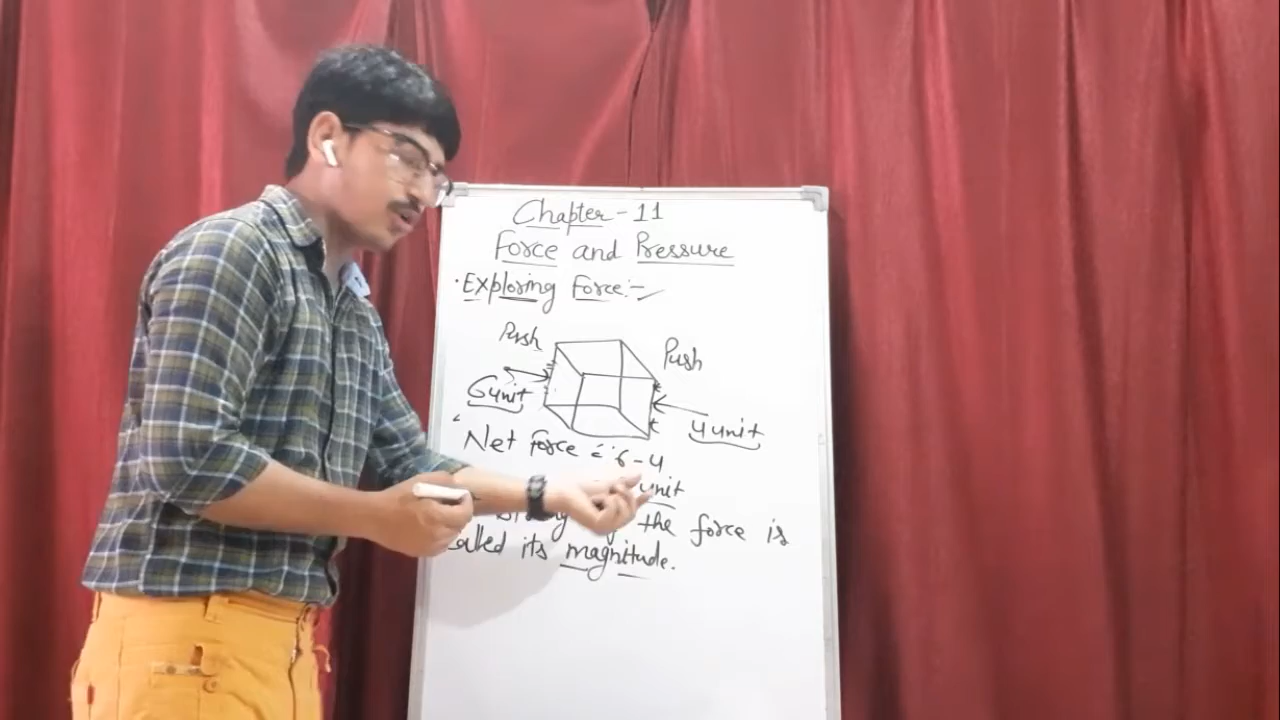 Chapter - 11
Force and Pressure
· Exploring Force:-
Push
Push
6 unit
4 unit
Net force = 6-4
unit
the force is
called its magnitude.